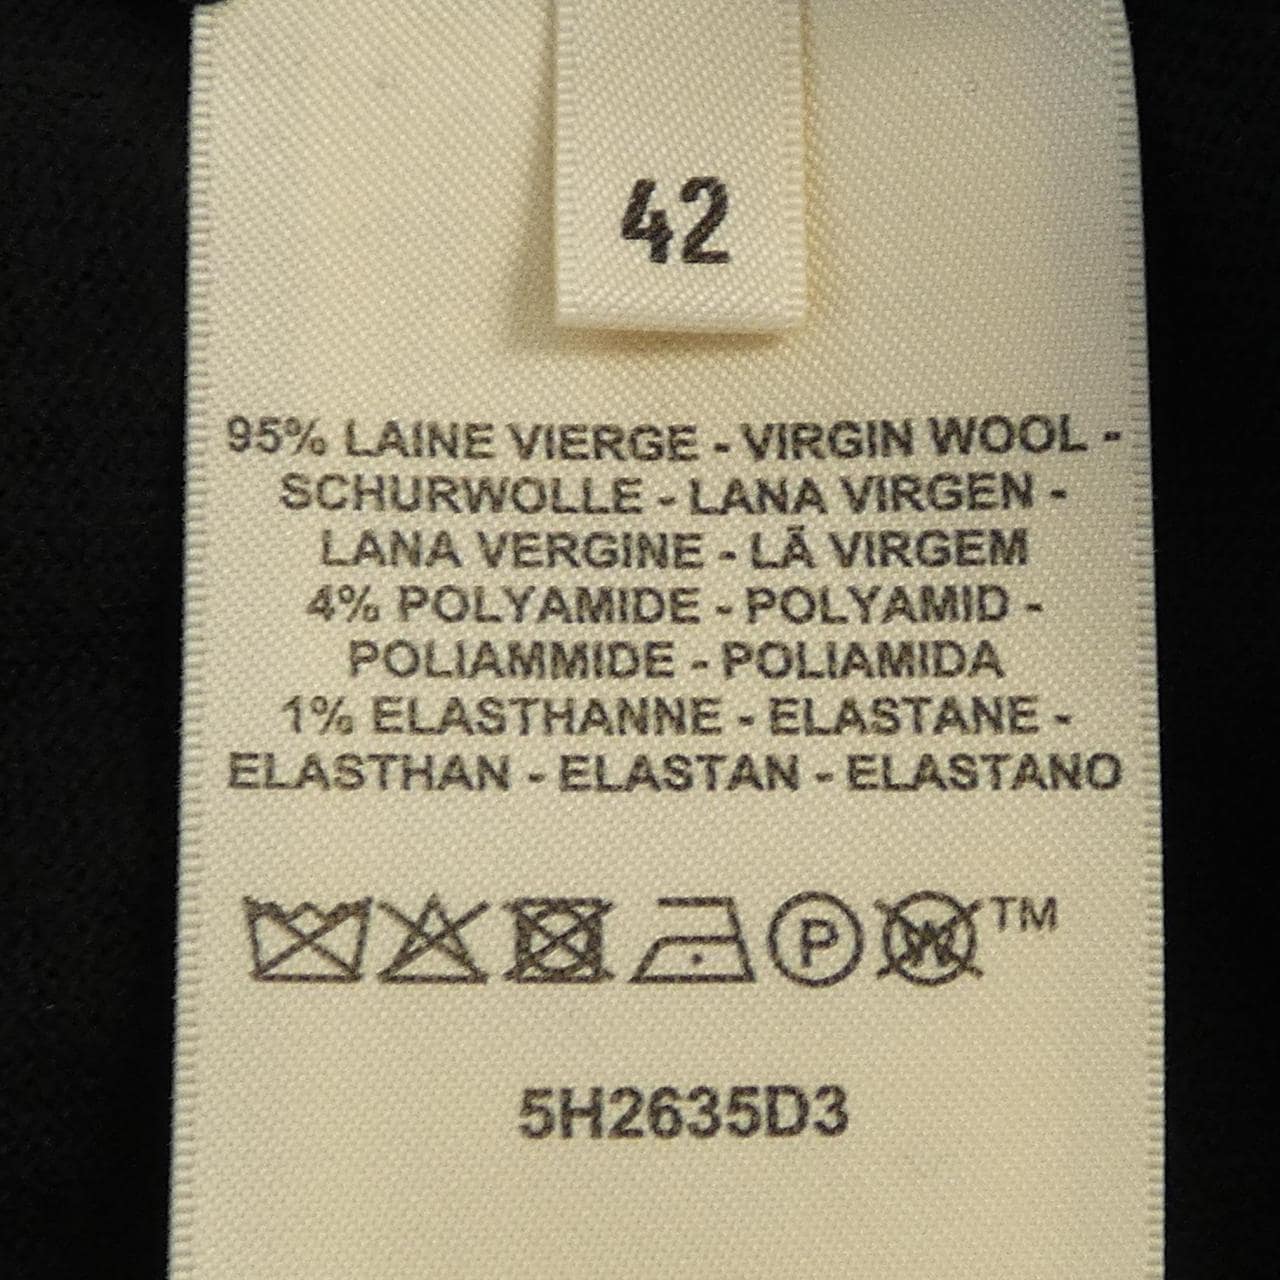 42
95% LAINE VIERGE - VIRGIN WOOL -
SCHURWOLLE - LANA VIRGEN -
LANA VERGINE - LÃ VIRGEM
4% POLYAMIDE - POLYAMID -
POLIAMMIDE - POLIAMIDA
1% ELASTHANNE - ELASTANE -
ELASTHAN - ELASTAN - ELASTANO
P W TM
5H2635D3